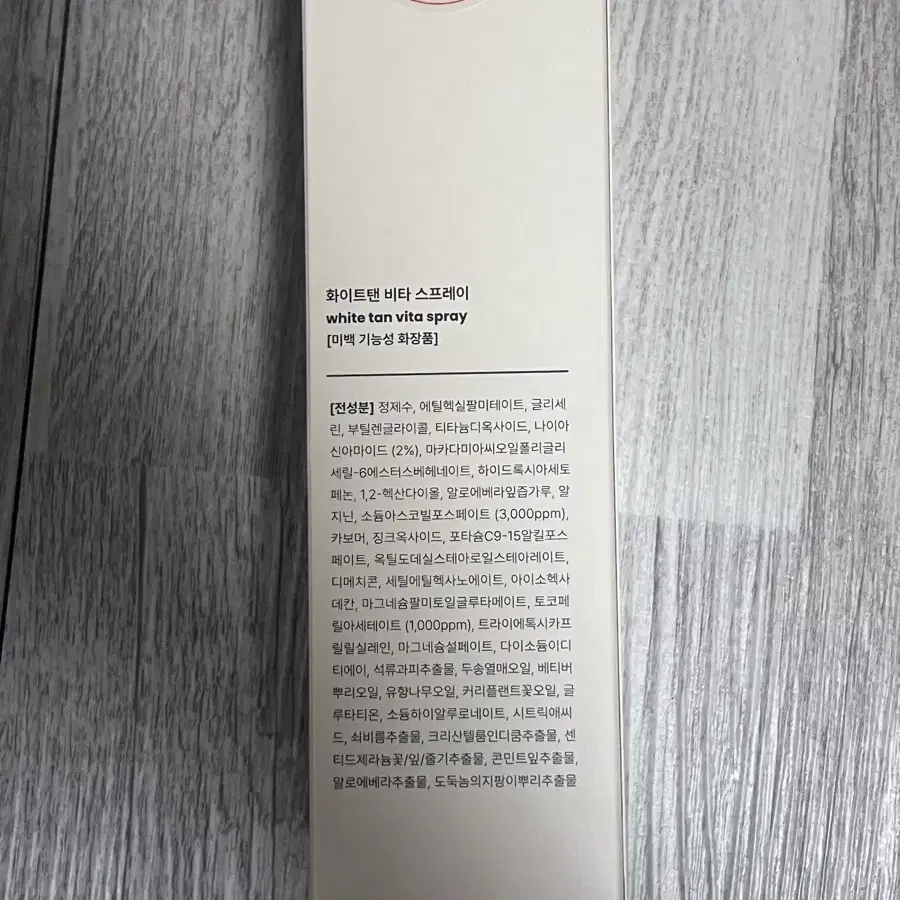 화이트탠 비타 스프레이
white tan vita spray
[미백 기능성 화장품]
[전성분] 정제수, 에틸헥실팔미테이트, 글리세
린, 부틸렌글라이콜, 티타늄디옥사이드, 나이아
신아마이드 (2%), 마카다미아씨오일폴리글리
세릴-6에스터스베헤네이트, 하이드록시아세토
페논, 1,2-헥산다이올, 알로에베라잎즙가루, 알
지닌, 소듐아스코빌포스페이트 (3,000ppm),
카보머, 징크옥사이드, 포타슘C9-15알킬포스
페이트, 옥틸도데실스테아로일스테아레이트,
디메치콘, 세틸에틸헥사노에이트, 아이소헥사
데칸, 마그네슘팔미토일글루타메이트, 토코페
릴아세테이트 (1,000ppm), 트라이에톡시카프
릴릴실레인, 마그네슘설페이트, 다이소듐이디
티에이, 석류과피추출물, 두송열매오일, 베티버
뿌리오일, 유향나무오일, 커리플랜트꽃오일, 글
루타티온, 소듐하이알루로네이트, 시트릭애씨
드, 쇠비름추출물, 크리산텔룸인디쿰추출물, 센
티드제라늄꽃/잎/줄기추출물, 콘민트잎추출물,
알로에베라추출물, 도둑놈의지팡이뿌리추출물